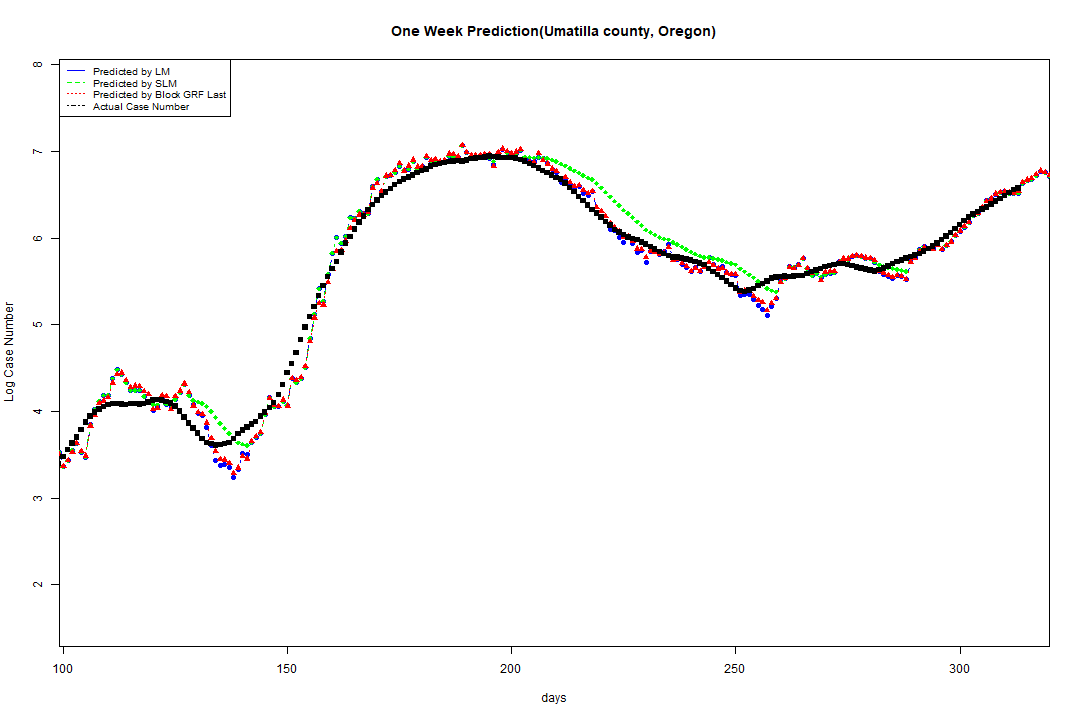 One Week Prediction(Umatilla county, Oregon)
Predicted by LM
Predicted by SLM
Predicted by Block GRF Last
Actual Case Number
8
7
6
5
4
3
2
Log Case Number
100 150 200 250 300
days